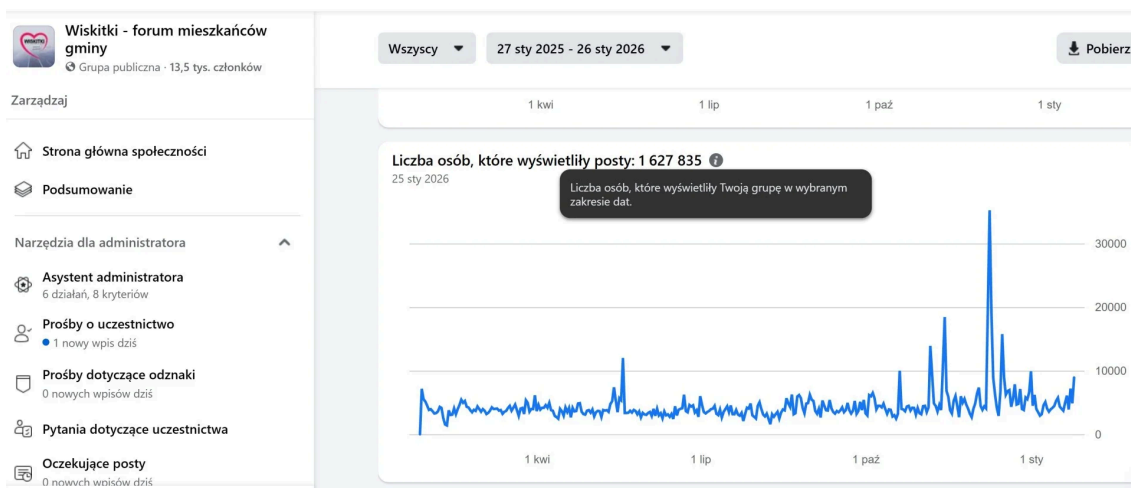 Wiskitki - forum mieszkańców
gminy
Grupa publiczna · 13,5 tys. członków
Zarządzaj
Strona główna społeczności
Podsumowanie
Narzędzia dla administratora
Asystent administratora
6 działań, 8 kryteriów
Prośby o uczestnictwo
1 nowy wpis dziś
Prośby dotyczące odznaki
0 nowych wpisów dziś
Pytania dotyczące uczestnictwa
Oczekujące posty
0 nowych wpisów dziś
Wszyscy
27 sty 2025 - 26 sty 2026
Pobierz
1 kwi 1 lip 1 paź 1 sty
Liczba osób, które wyświetliły posty: 1 627 835
25 sty 2026
Liczba osób, które wyświetliły Twoją grupę w wybranym
zakresie dat.
30000
20000
10000
0
1 kwi 1 lip 1 paź 1 sty